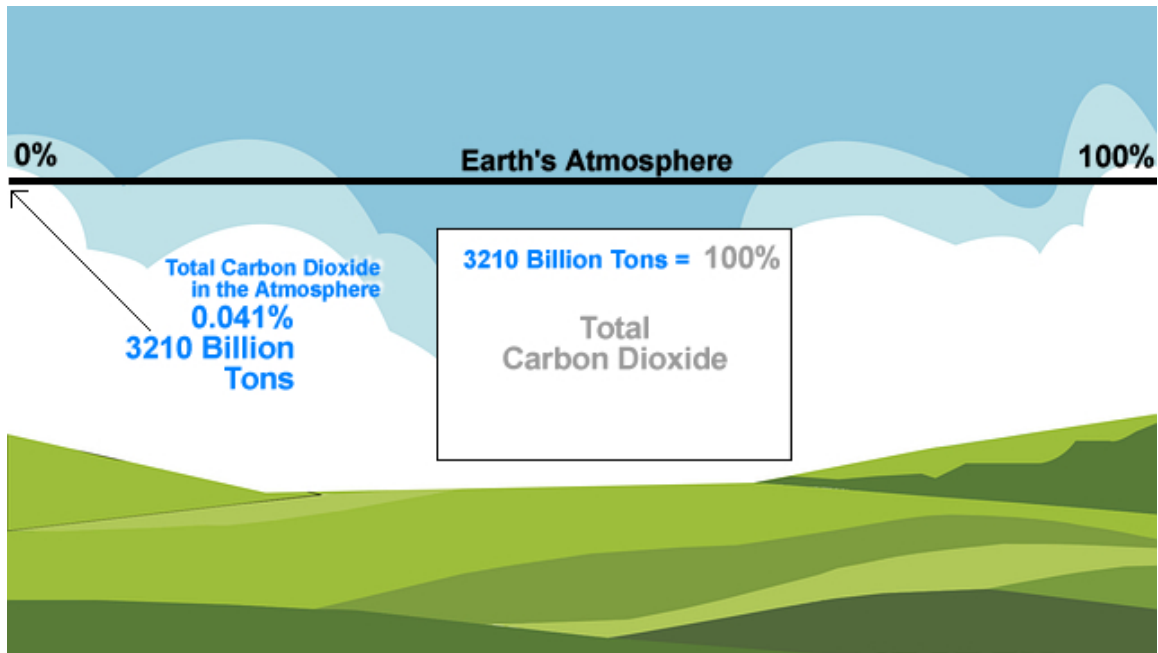 0%
Earth's Atmosphere
100%
Total Carbon Dioxide
in the Atmosphere
0.041%
3210 Billion
Tons
3210 Billion Tons = 100%
Total
Carbon Dioxide